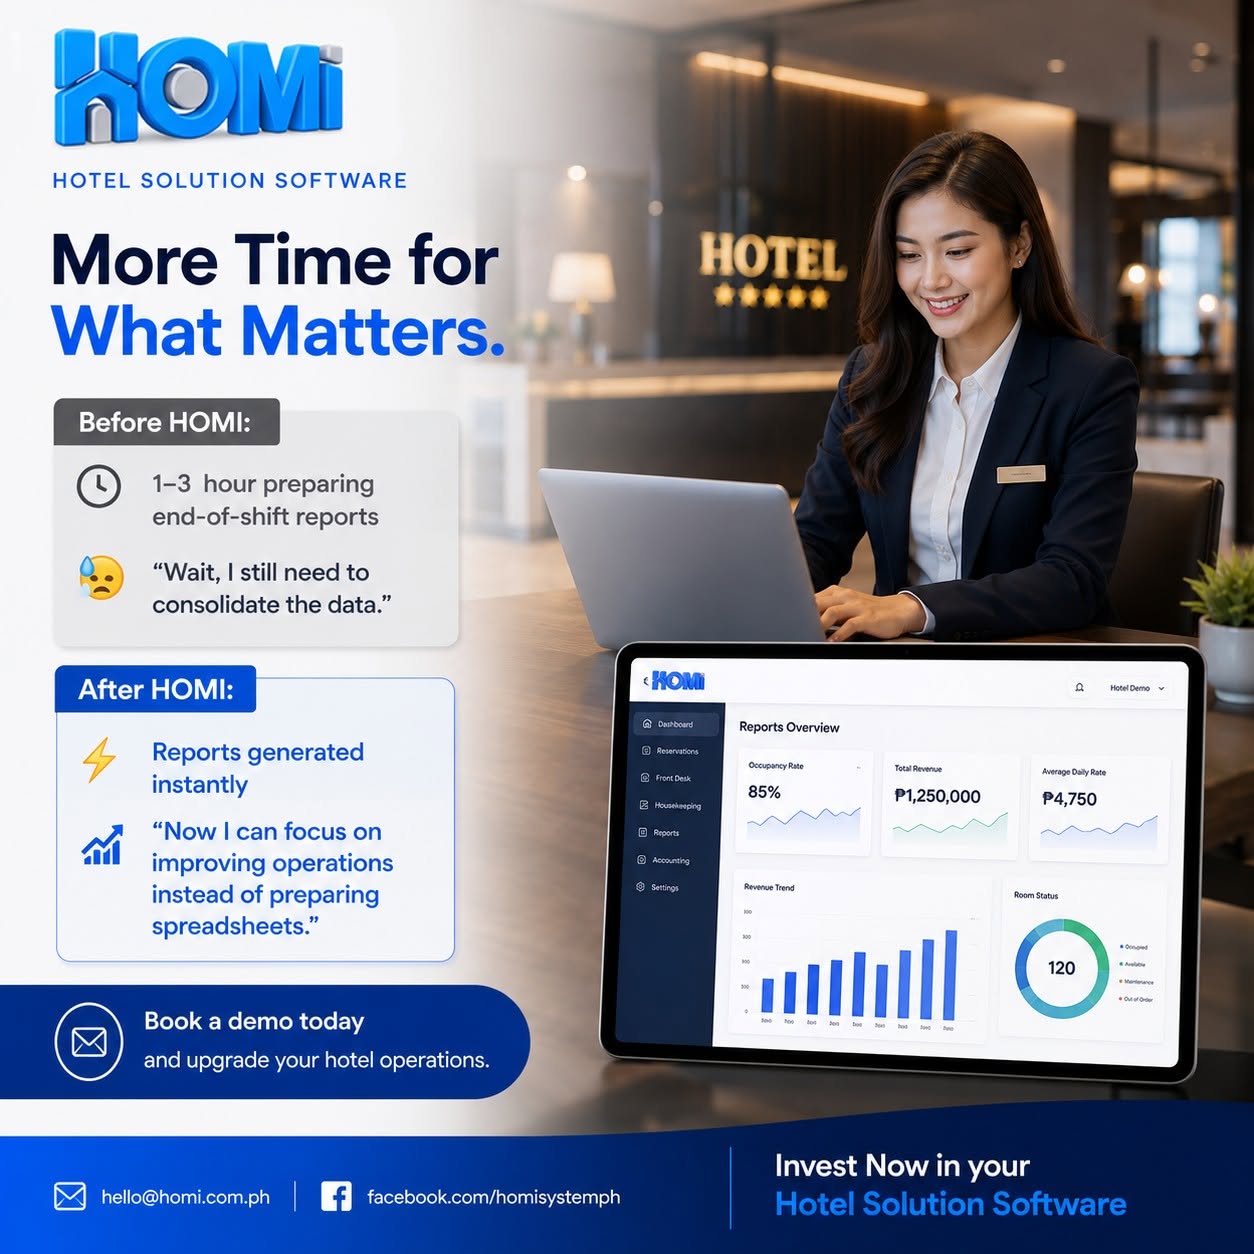 HOMi
HOTEL SOLUTION SOFTWARE
More Time for
What Matters.
Before HOMI:
1–3 hour preparing
end-of-shift reports
“Wait, I still need to
consolidate the data.”
After HOMI:
Reports generated
instantly
“Now I can focus on
improving operations
instead of preparing
spreadsheets.”
Book a demo today
and upgrade your hotel operations.
hello@homi.com.ph
facebook.com/homisystemph
Invest Now in your
Hotel Solution Software
HOTEL
HOMi
Hotel Demo
Dashboard
Reservations
Front Desk
Housekeeping
Reports
Accounting
Settings
Reports Overview
Occupancy Rate
85%
Total Revenue
₱1,250,000
Average Daily Rate
₱4,750
Revenue Trend
Room Status
120
Occupied
Available
Maintenance
Out of Order